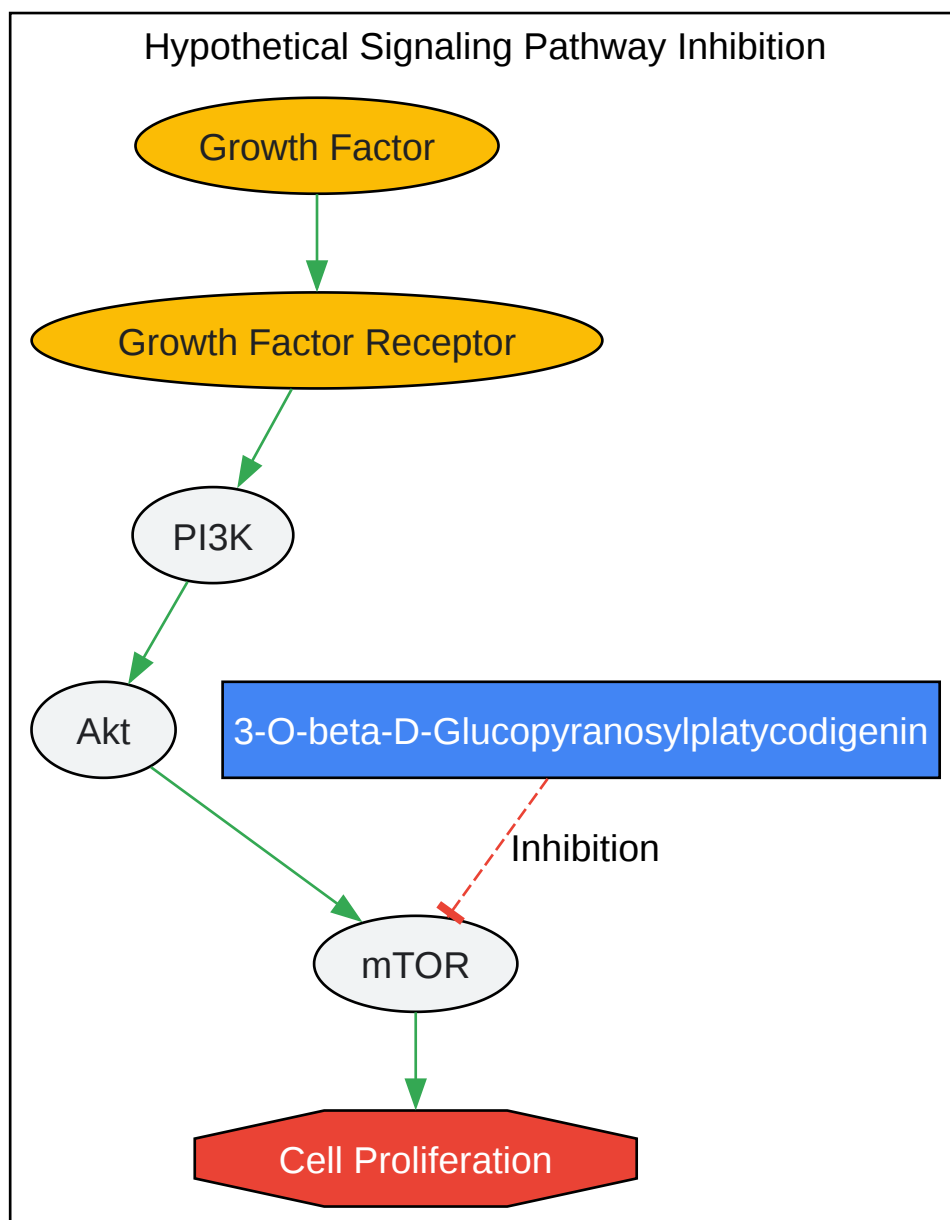 Hypothetical Signaling Pathway Inhibition
Growth Factor
Growth Factor Receptor
PI3K
Akt
3-O-beta-D-Glucopyranosylplatycodigenin
Inhibition
mTOR
Cell Proliferation